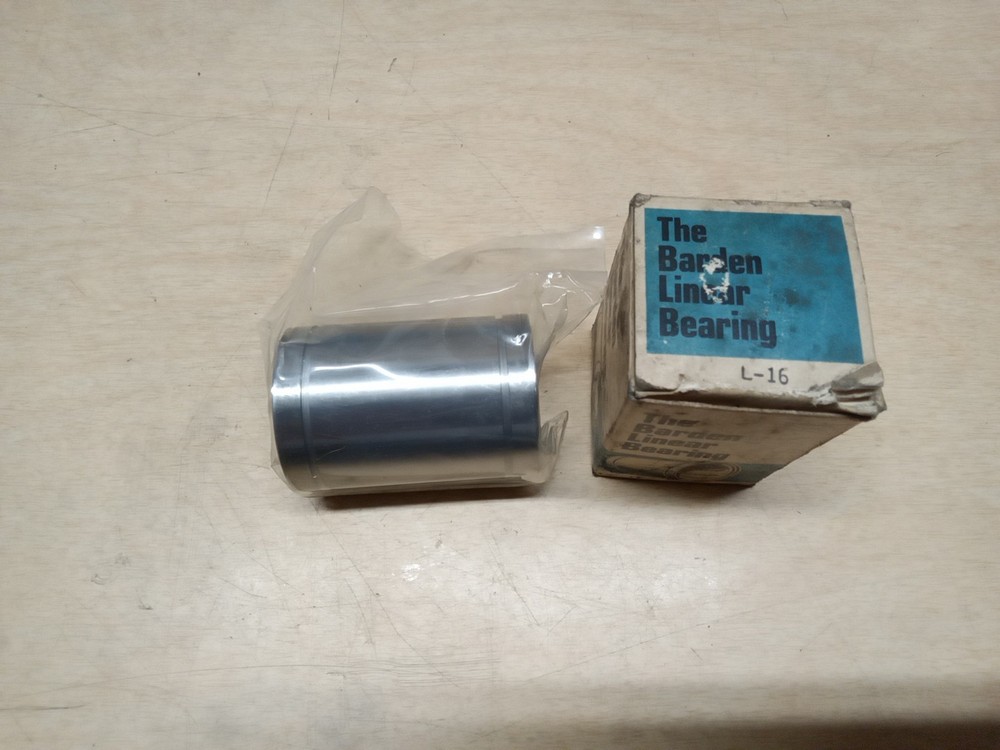 The
Barden
Linear
Bearing
L-16
The
Barden
Linear
Bearing